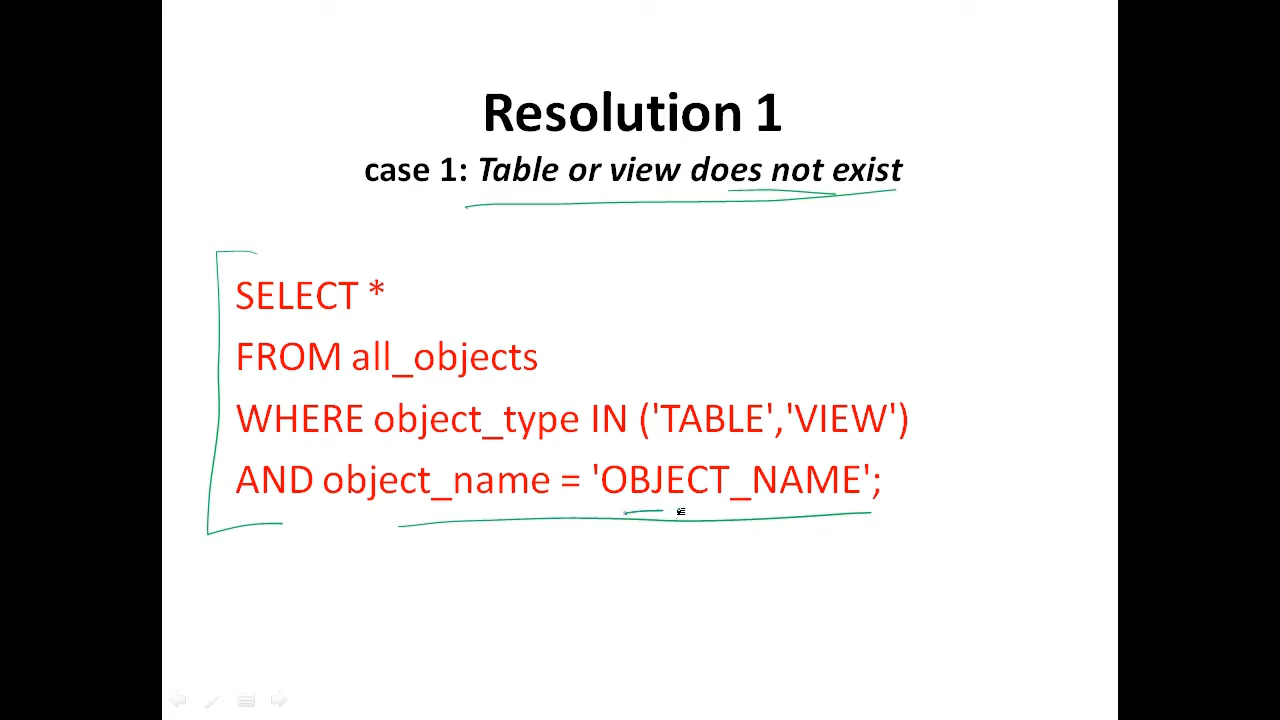 Resolution 1
case 1: Table or view does not exist
SELECT *
FROM all_objects
WHERE object_type IN ('TABLE','VIEW')
AND object_name = 'OBJECT_NAME';